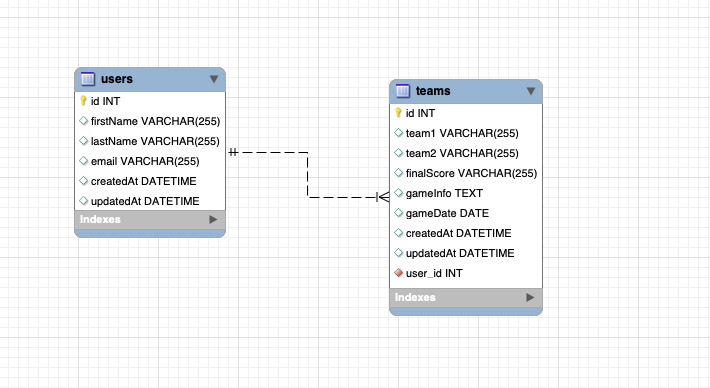 users
id INT
firstName VARCHAR(255)
lastName VARCHAR(255)
email VARCHAR(255)
createdAt DATETIME
updatedAt DATETIME
Indexes
teams
id INT
team1 VARCHAR(255)
team2 VARCHAR(255)
finalScore VARCHAR(255)
gameInfo TEXT
gameDate DATE
createdAt DATETIME
updatedAt DATETIME
user_id INT
Indexes